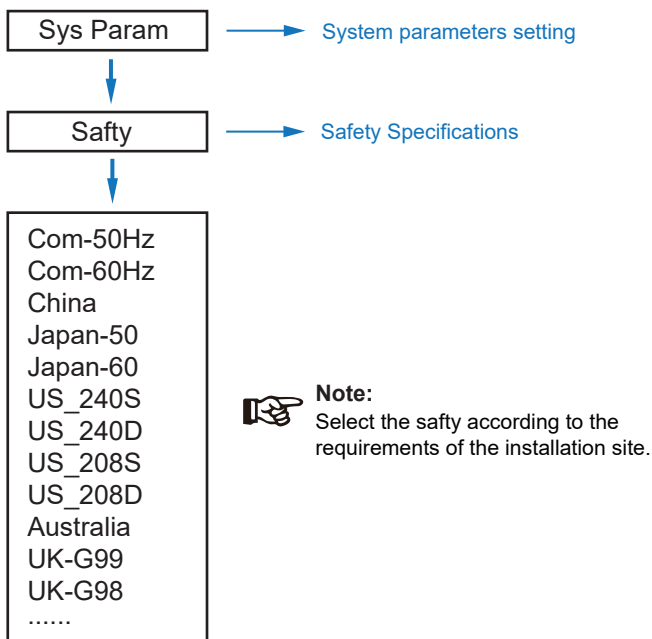 Sys Param
System parameters setting
Safty
Safety Specifications
Com-50Hz
Com-60Hz
China
Japan-50
Japan-60
US_240S
US_240D
US_208S
US_208D
Australia
UK-G99
UK-G98
......
Note:
Select the safty according to the
requirements of the installation site.